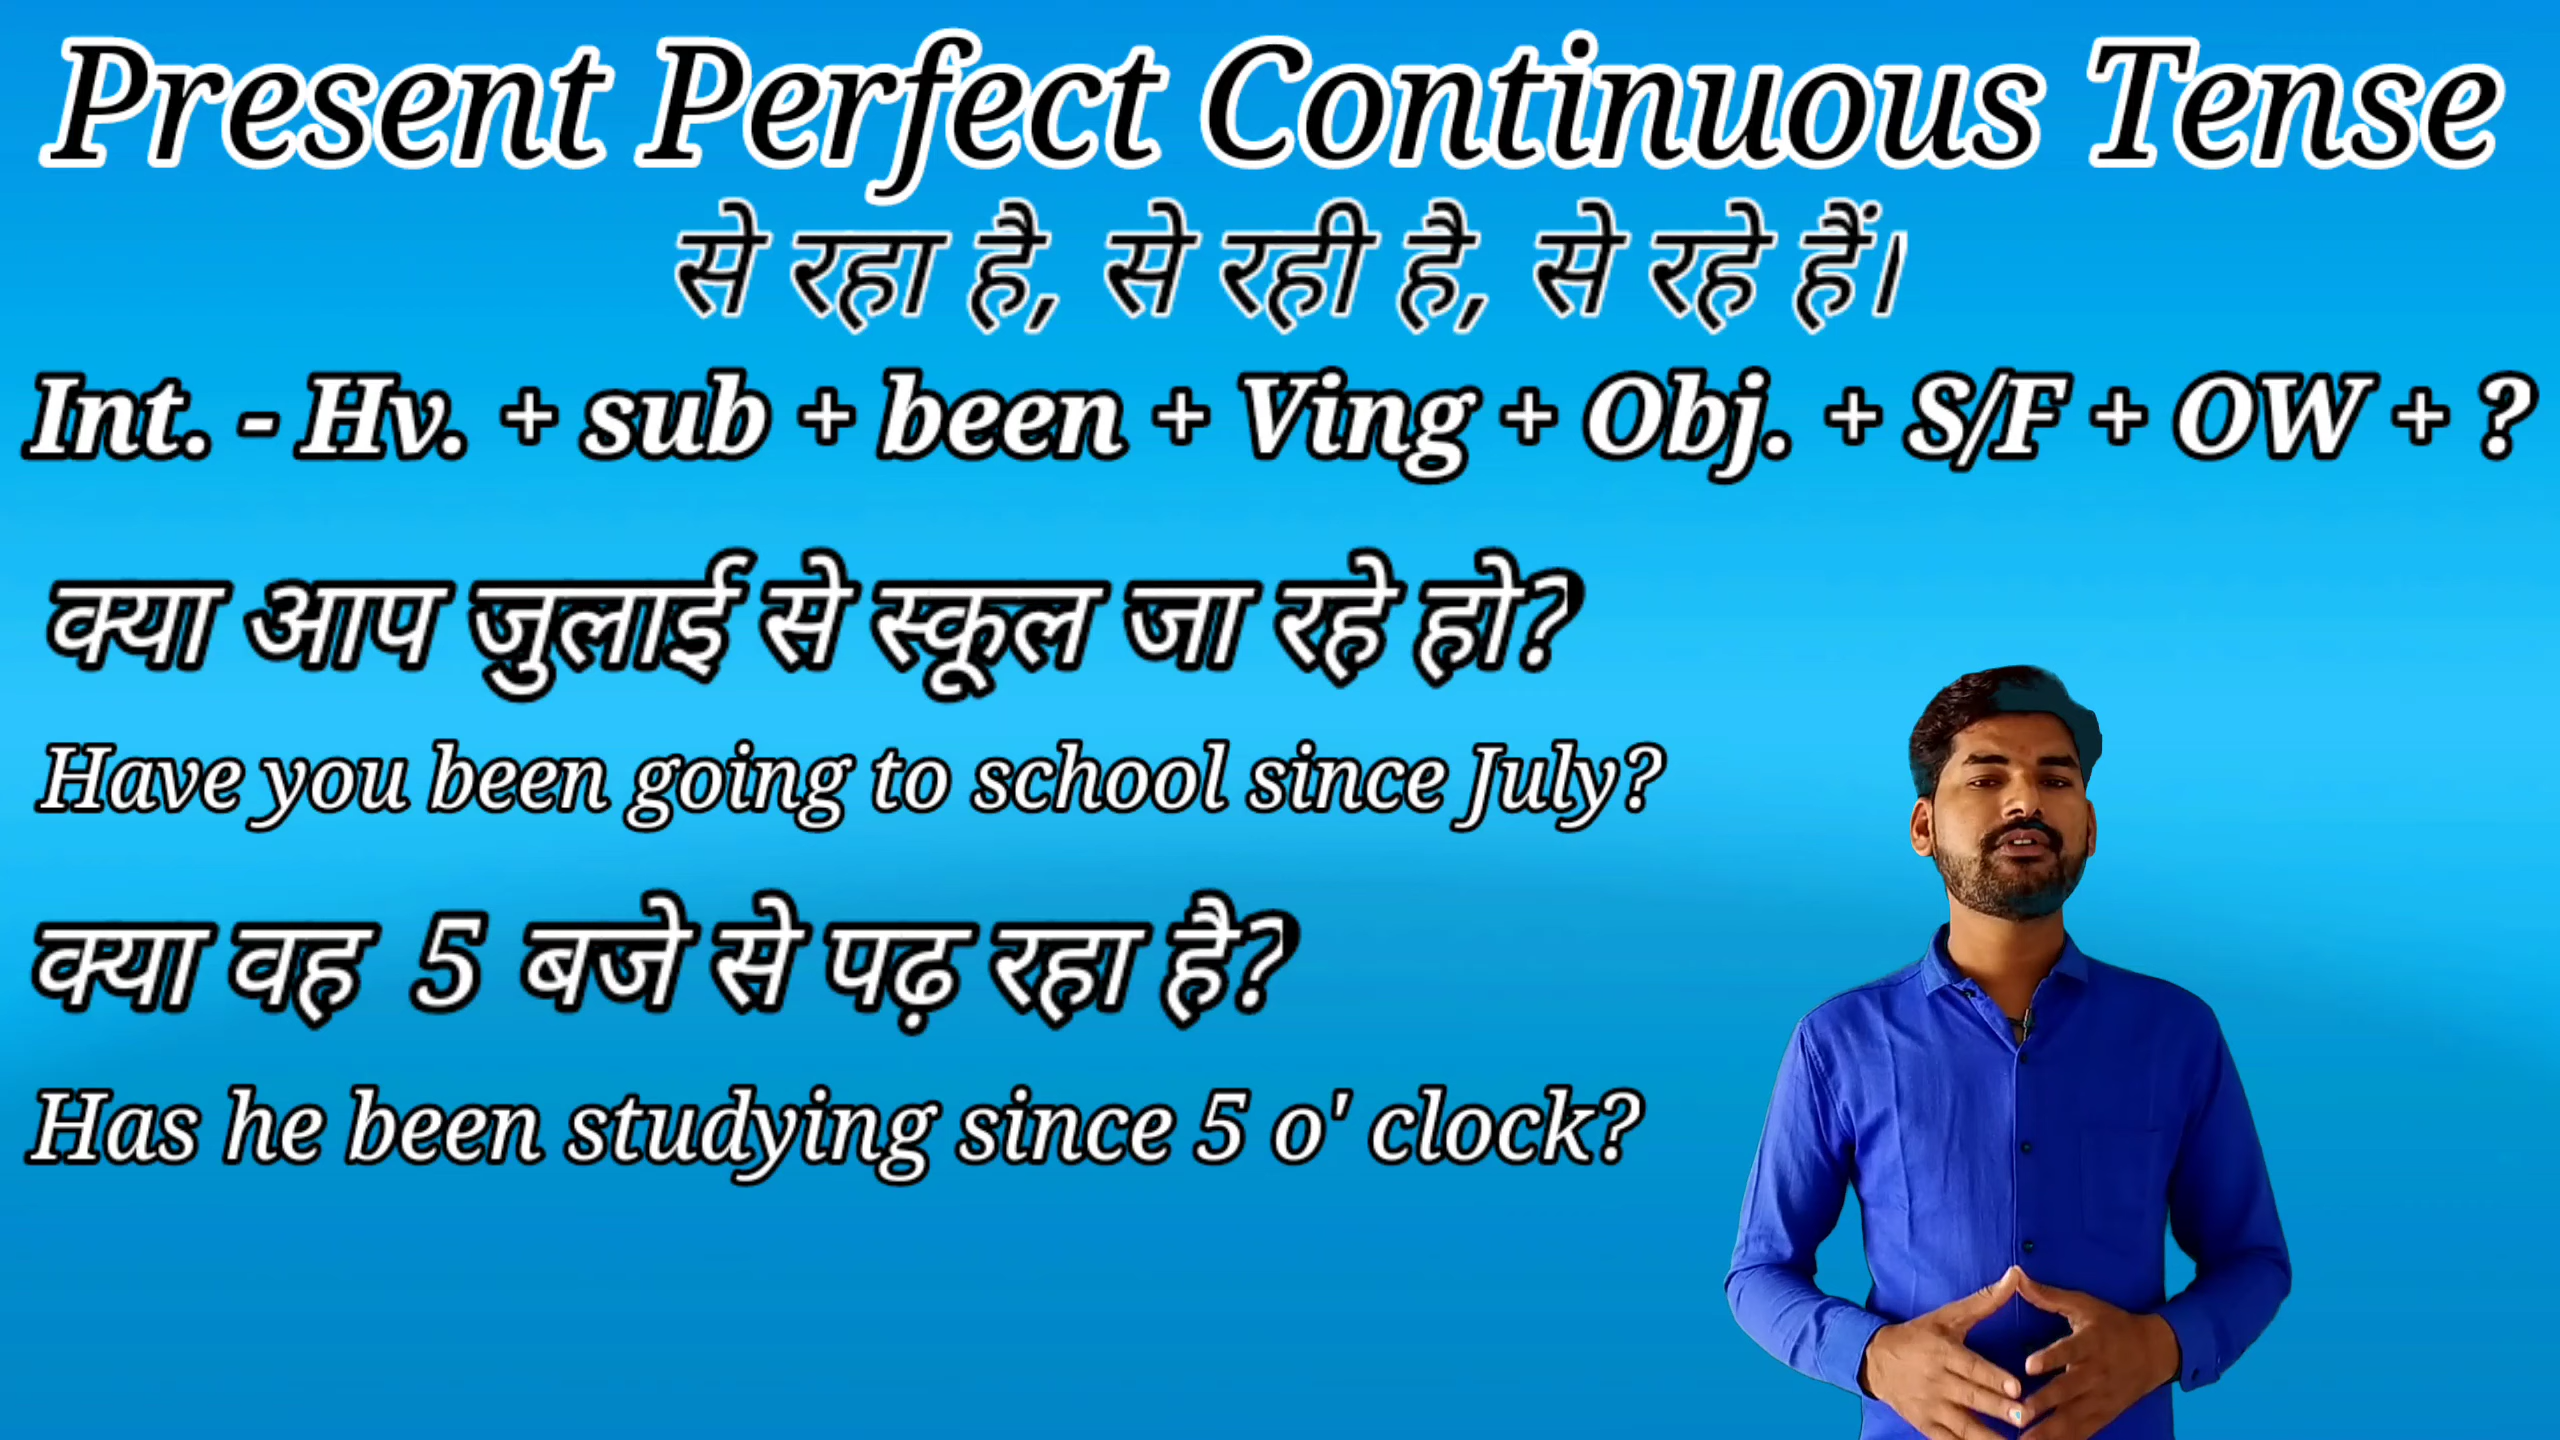 Present Perfect Continuous Tense
से रहा है, से रही है, से रहे हैं।
Int. - Hv. + sub + been + Ving + Obj. + S/F + OW + ?
क्या आप जुलाई से स्कूल जा रहे हो?
Have you been going to school since July?
क्या वह 5 बजे से पढ़ रहा है?
Has he been studying since 5 o' clock?